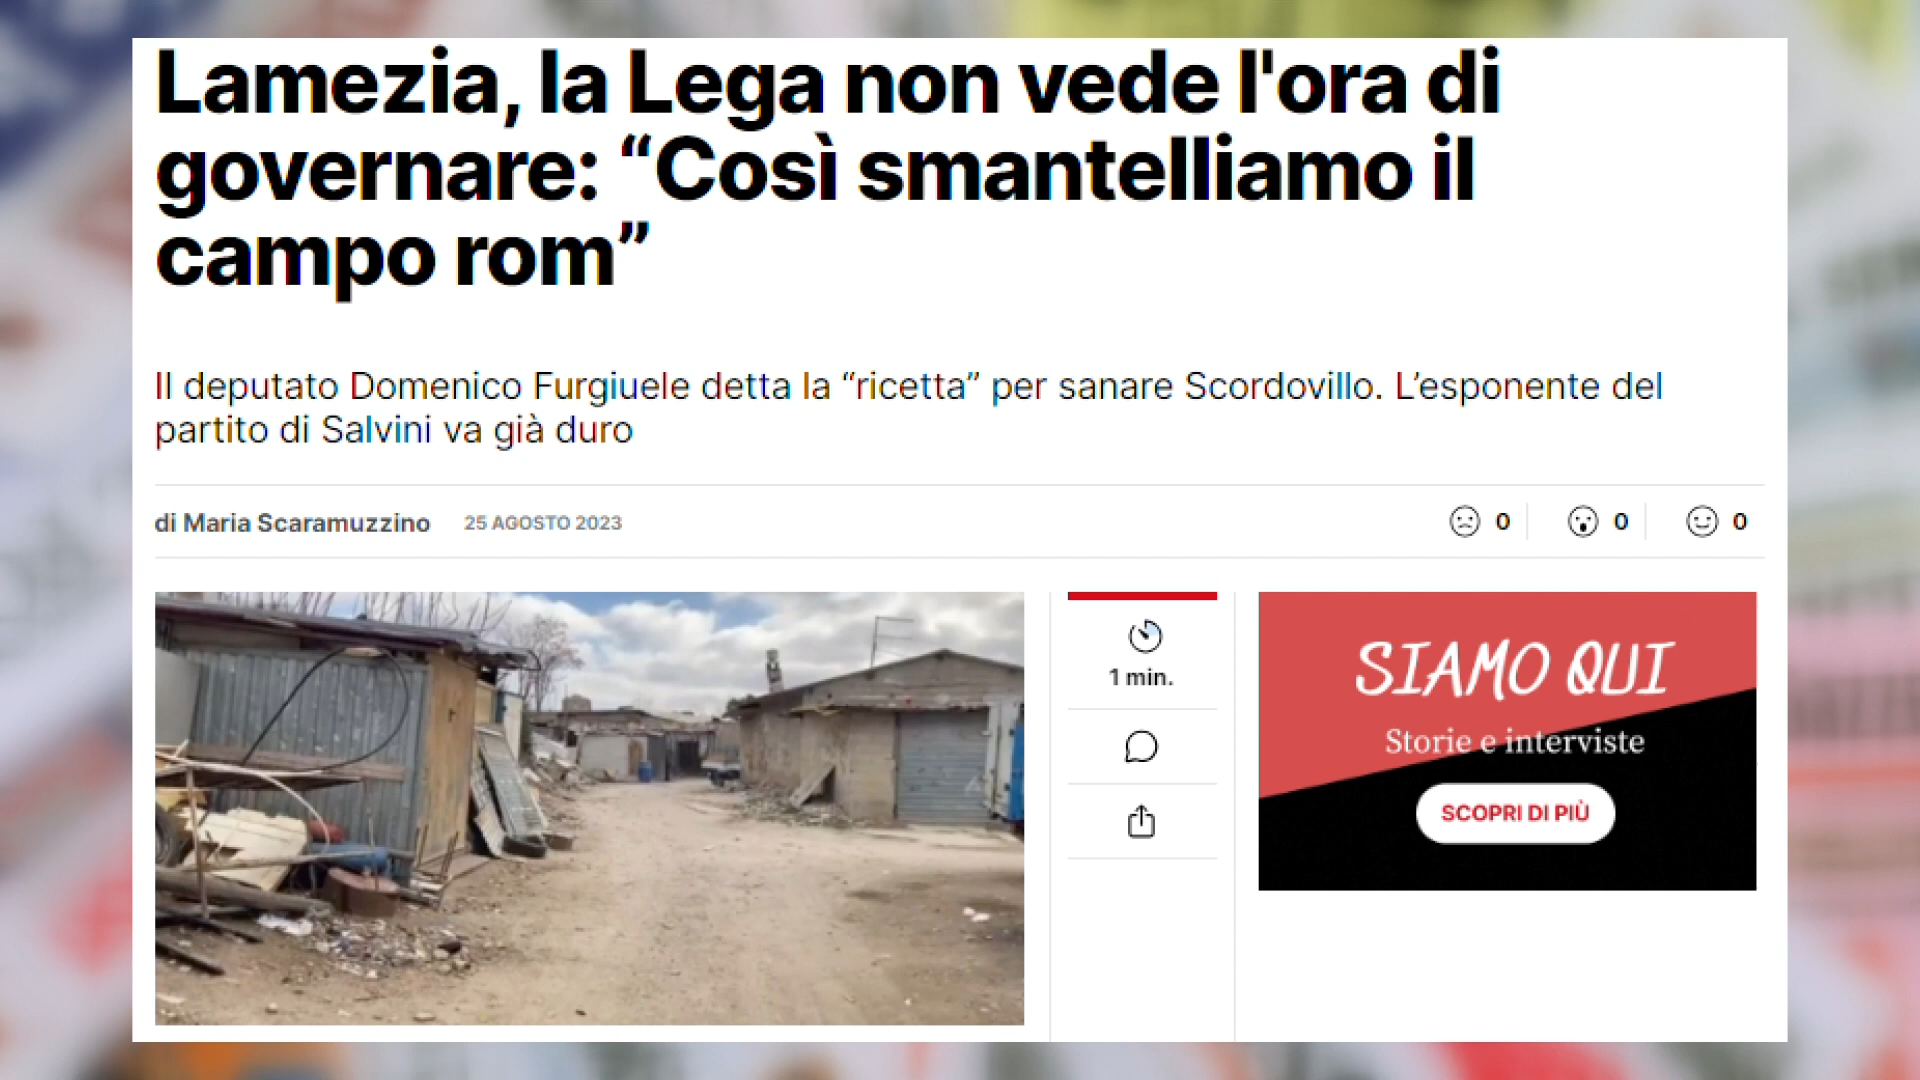 Lamezia, la Lega non vede l'ora di
governare: “Così smantelliamo il
campo rom”
Il deputato Domenico Furgiuele detta la “ricetta” per sanare Scordovillo. L’esponente del
partito di Salvini va già duro
di Maria Scaramuzzino 25 AGOSTO 2023
0 0 0
1 min.
SIAMO QUI
Storie e interviste
SCOPRI DI PIÙ